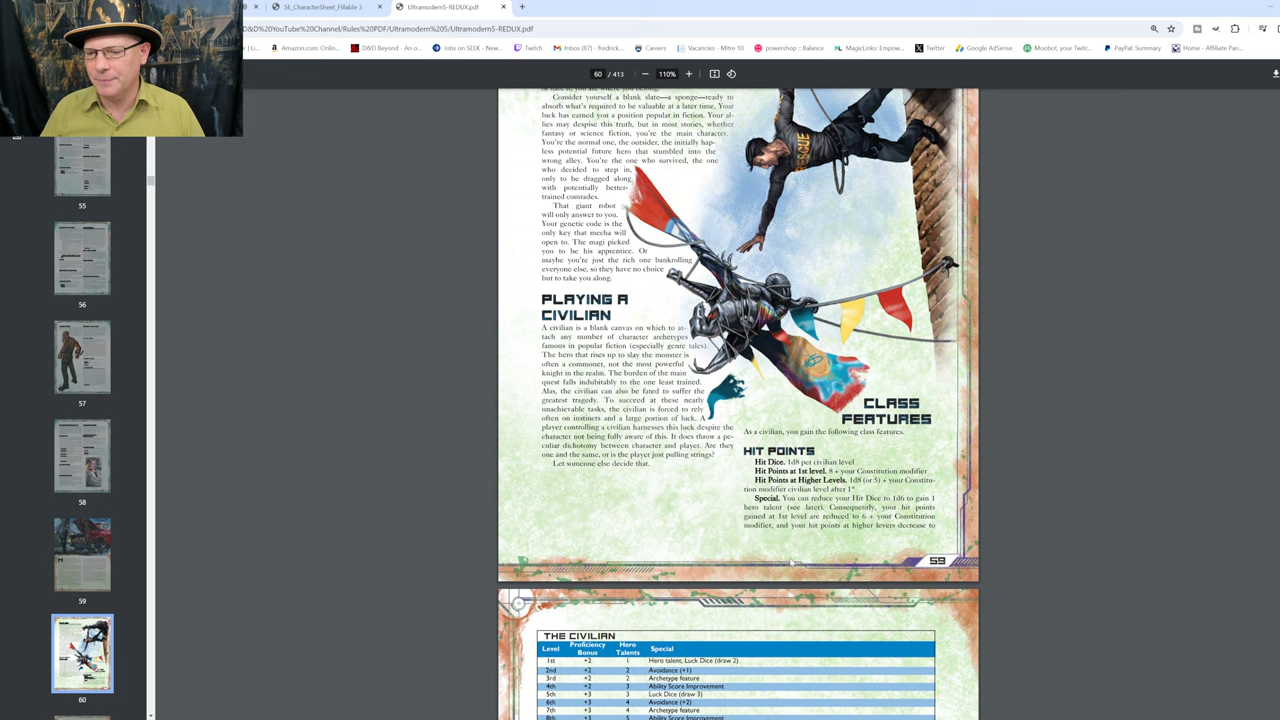 5E_CharacterSheet_Fillable 3
Ultramodern5-REDUX.pdf
D&D%20YouTube%20Channel/Rules%20PDF/Ultramodern%205/Ultramodern5-REDUX.pdf
Amazon.com: Onlin...
D&D Beyond - An o...
Jobs on SEEK - New...
Twitch
Inbox (87) - fredrick...
Careers
Vacancies - Mitre 10
powershop : Balance
MagicLinks: Empow...
Twitter
Google AdSense
Moobot, your Twitc...
PayPal: Summary
Home - Affiliate Pan...
60 / 413
110%
55
56
57
58
59
60
Consider yourself a blank slate—a sponge—ready to
absorb what's required to be valuable at a later time. Your
luck has earned you a position popular in fiction. Your al-
lies may despise this truth, but in most stories, whether
fantasy or science fiction, you're the main character.
You're the normal one, the outsider, the initially hap-
less potential future hero that stumbled into the
wrong alley. You're the one who survived, the one
who decided to step in,
only to be dragged along
with potentially better-
trained comrades.
That giant robot
will only answer to you.
Your genetic code is the
only key that mecha will
open to. The magi picked
you to be his apprentice. Or
maybe you're just the rich one bankrolling
everyone else, so they have no choice
but to take you along.
PLAYING A
CIVILIAN
A civilian is a blank canvas on which to at-
tach any number of character archetypes
famous in popular fiction (especially genre tales).
The hero that rises up to slay the monster is
often a commoner, not the most powerful
knight in the realm. The burden of the main
quest falls indubitably to the one least trained.
Alas, the civilian can also be fated to suffer the
greatest tragedy. To succeed at these nearly
unachievable tasks, the civilian is forced to rely
often on instincts and a large portion of luck. A
player controlling a civilian harnesses this luck despite the
character not being fully aware of this. It does throw a pe-
culiar dichotomy between character and player. Are they
one and the same, or is the player just pulling strings?
Let someone else decide that.
RESCUE
CLASS
FEATURES
As a civilian, you gain the following class features.
HIT POINTS
Hit Dice. 1d8 per civilian level
Hit Points at 1st level. 8 + your Constitution modifier
Hit Points at Higher Levels. 1d8 (or 5) + your Constitu-
tion modifier civilian level after 1st
Special. You can reduce your Hit Dice to 1d6 to gain 1
hero talent (see later). Consequently, your hit points
gained at 1st level are reduced to 6 + your Constitution
modifier, and your hit points at higher levers decrease to
59
THE CIVILIAN
Level Proficiency Bonus Hero Talents Special
1st +2 1 Hero talent, Luck Dice (draw 2)
2nd +2 2 Avoidance (+1)
3rd +2 2 Archetype feature
4th +2 3 Ability Score Improvement
5th +3 3 Luck Dice (draw 3)
6th +3 4 Avoidance (+2)
7th +3 4 Archetype feature
8th +3 5 Ability Score Improvement